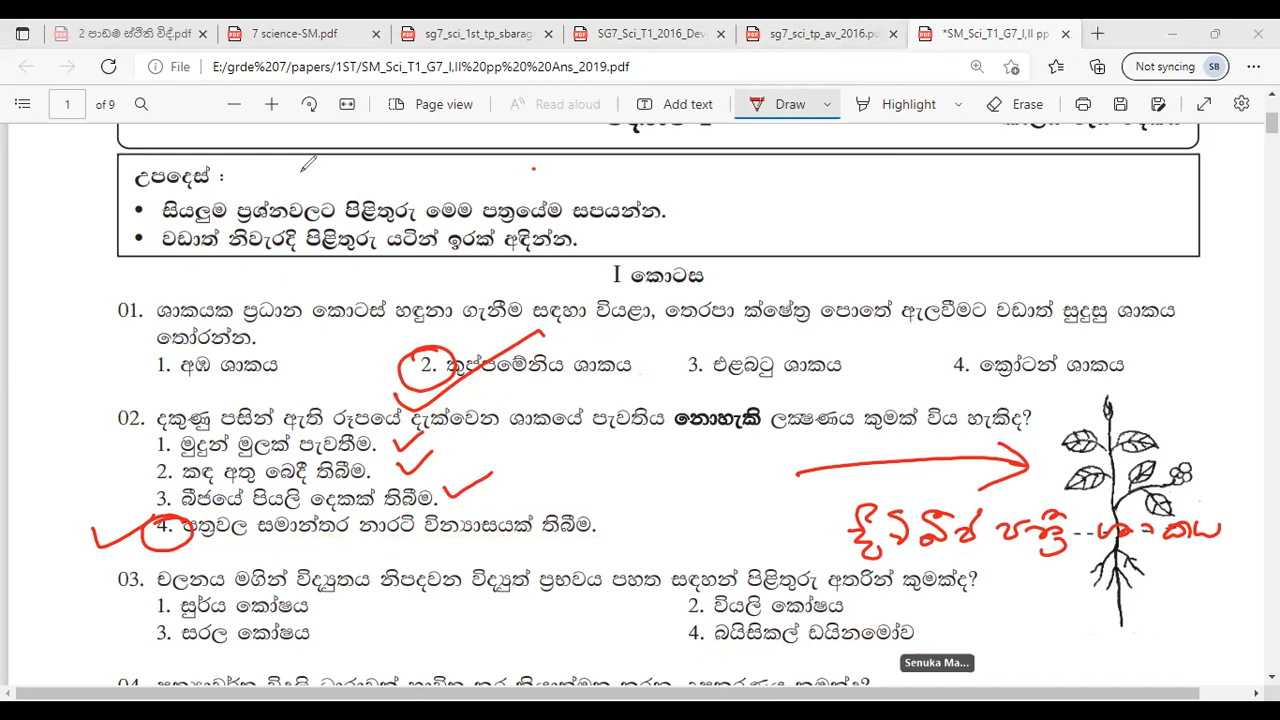 2 පාඩම ස්ථිති විද්.pdf
7 science-SM.pdf
sg7_sci_1st_tp_sbarag
SG7_Sci_T1_2016_Dev
sg7_sci_tp_av_2016.pd
*SM_Sci_T1_G7_I,II pp
File
E:/grde%207/papers/1ST/SM_Sci_T1_G7_I,II%20pp%20%20Ans_2019.pdf
Not syncing
SB
1 of 9
Page view
Read aloud
Add text
Draw
Highlight
Erase
උපදෙස් :
• සියලුම ප්‍රශ්නවලට පිළිතුරු මෙම පත්‍රයේම සපයන්න.
• වඩාත් නිවැරදි පිළිතුරු යටින් ඉරක් අඳින්න.
I කොටස
01. ශාකයක ප්‍රධාන කොටස් හඳුනා ගැනීම සඳහා වියළා, තෙරපා ක්ෂේත්‍ර පොතේ ඇලවීමට වඩාත් සුදුසු ශාකය
තෝරන්න.
1. අඹ ශාකය 2. කුප්පමේනිය ශාකය 3. එළබටු ශාකය 4. ක්‍රෝටන් ශාකය
02. දකුණු පසින් ඇති රූපයේ දැක්වෙන ශාකයේ පැවතිය නොහැකි ලක්‍ෂණය කුමක් විය හැකිද?
1. මුදුන් මුලක් පැවතීම.
2. කඳ අතු බෙදී තිබීම.
3. බීජයේ පියලි දෙකක් තිබීම.
4. පත්‍රවල සමාන්තර නාරටි වින්‍යාසයක් තිබීම.
ද්වි බීජ පත්‍රී -- ශාකය
03. චලනය මගින් විද්‍යුතය නිපදවන විද්‍යුත් ප්‍රභවය පහත සඳහන් පිළිතුරු අතරින් කුමක්ද?
1. සූර්ය කෝෂය 2. වියලි කෝෂය
3. සරල කෝෂය 4. බයිසිකල් ඩයිනමෝව
Senuka Ma...